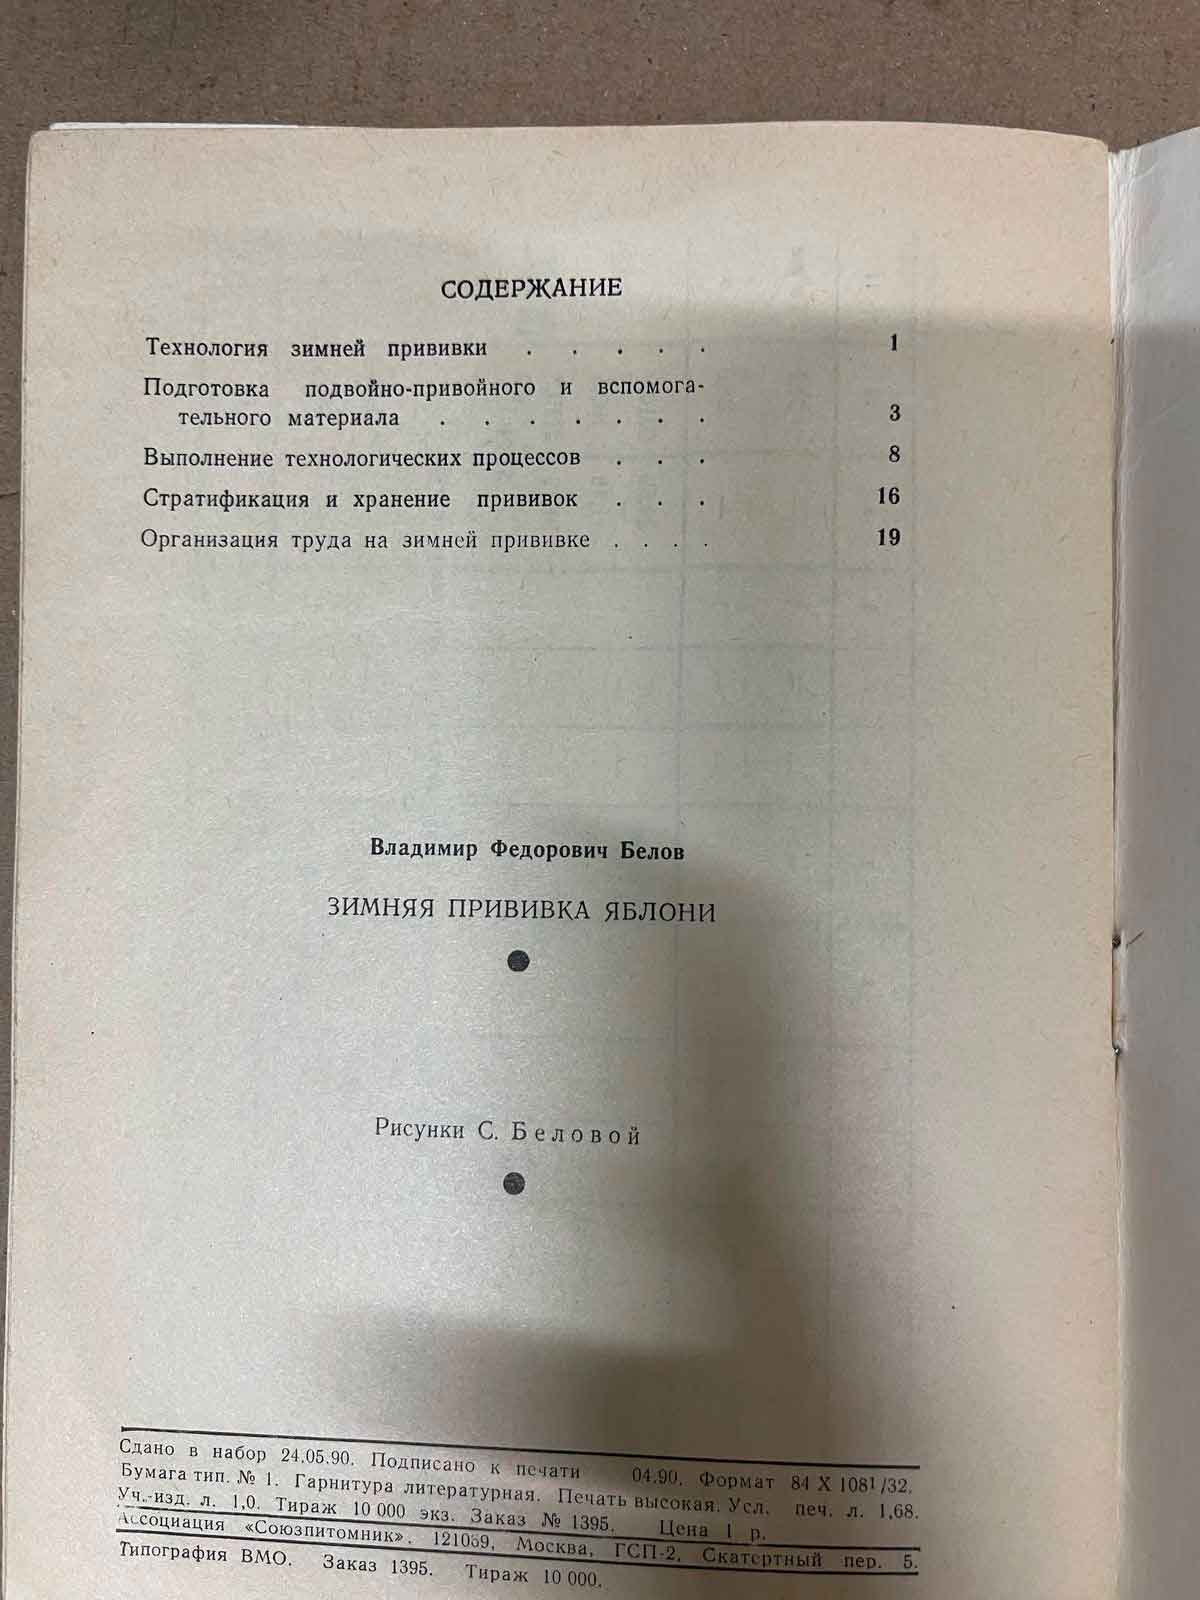 СОДЕРЖАНИЕ
Технология зимней прививки . . . . . 1
Подготовка подвойно-привойного и вспомога-
тельного материала . . . . . . . 3
Выполнение технологических процессов . . . 8
Стратификация и хранение прививок . . . 16
Организация труда на зимней прививке . . . . 19
Владимир Федорович Белов
ЗИМНЯЯ ПРИВИВКА ЯБЛОНИ
Рисунки С. Беловой
Сдано в набор 24.05.90. Подписано к печати 04.90. Формат 84 X 108¹/32.
Бумага тип. № 1. Гарнитура литературная. Печать высокая. Усл. печ. л. 1,68.
Уч.-изд. л. 1,0. Тираж 10 000 экз. Заказ № 1395. Цена 1 р.
Ассоциация «Союзпитомник». 121059, Москва, ГСП-2, Скатертный пер. 5.
Типография ВМО. Заказ 1395. Тираж 10 000.